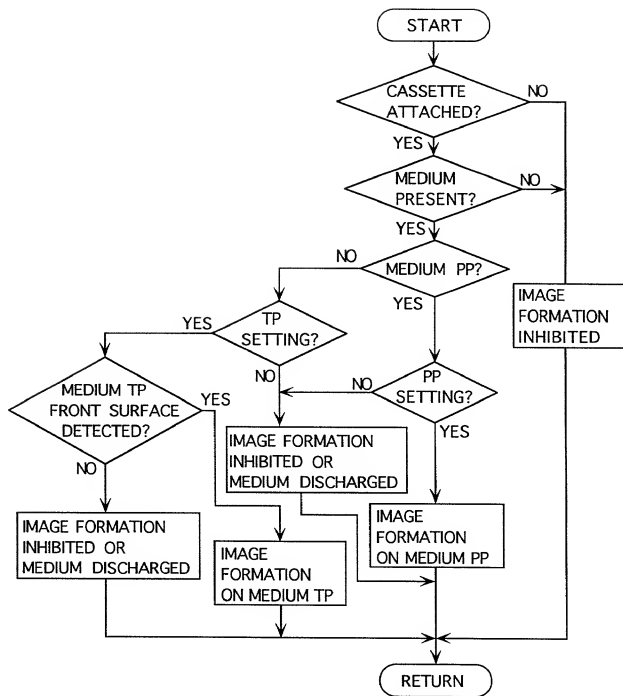 START
CASSETTE
ATTACHED?
NO
YES
MEDIUM
PRESENT?
NO
YES
MEDIUM PP?
NO
YES
IMAGE
FORMATION
INHIBITED
TP
SETTING?
YES
NO
PP
SETTING?
NO
YES
MEDIUM TP
FRONT SURFACE
DETECTED?
YES
NO
IMAGE FORMATION
INHIBITED OR
MEDIUM DISCHARGED
IMAGE FORMATION
INHIBITED OR
MEDIUM DISCHARGED
IMAGE
FORMATION
ON MEDIUM TP
IMAGE
FORMATION
ON MEDIUM PP
RETURN